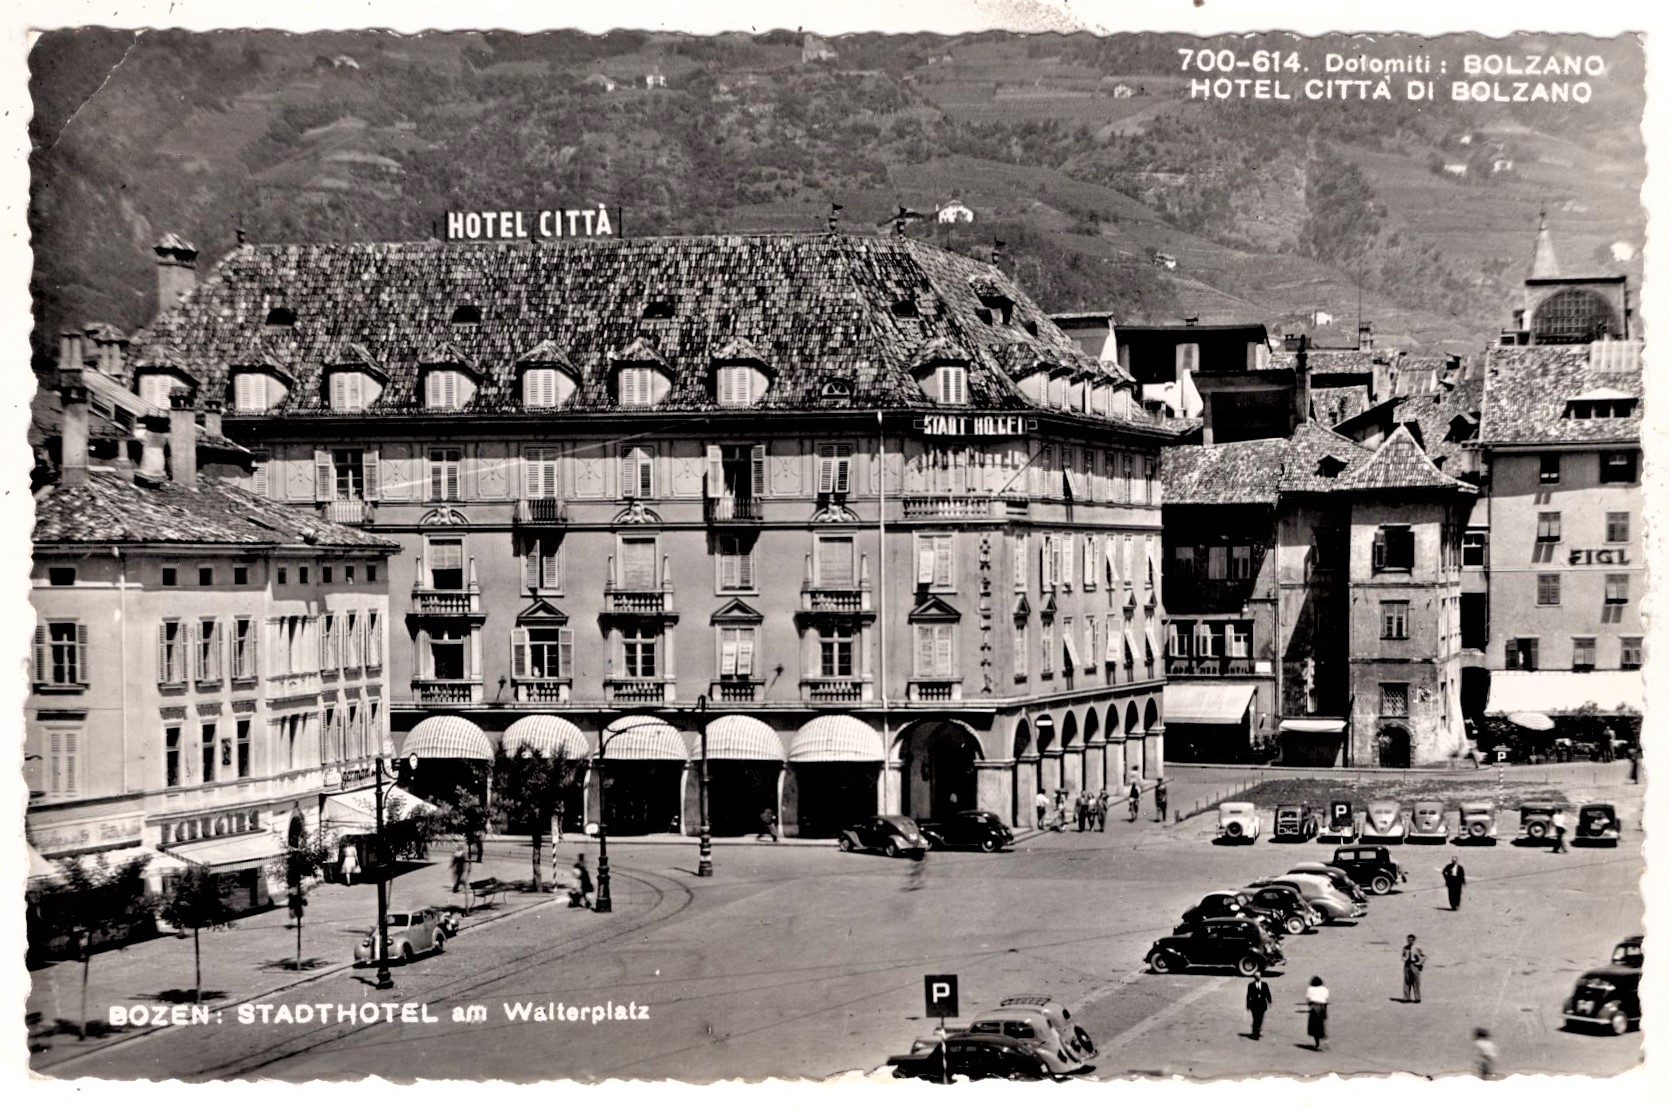 700-614. Dolomiti: BOLZANO
HOTEL CITTÀ DI BOLZANO
HOTEL CITTÀ
STADT HOTEL
FIGL
P
P
P
BOZEN: STADTHOTEL am Walterplatz